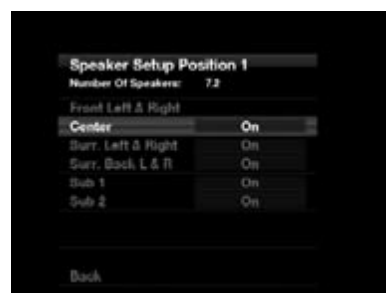 Speaker Setup Position 1
Number Of Speakers: 7.2
Front Left & Right
Center On
Surr. Left & Right On
Surr. Back L & R On
Sub 1 On
Sub 2 On
Back